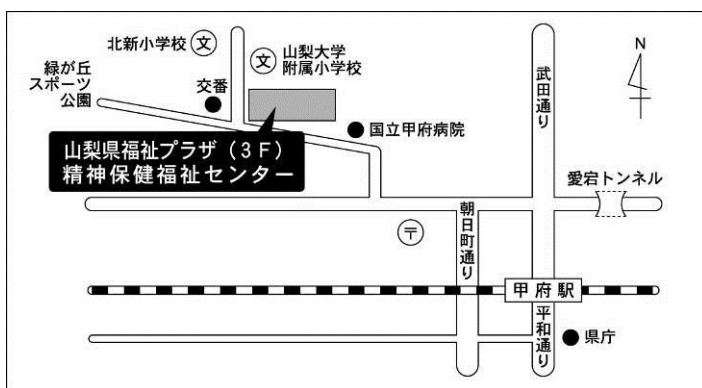 北新小学校
文
文
山梨大学
附属小学校
N
緑が丘
スポーツ
公園
交番
武田通り
国立甲府病院
山梨県福祉プラザ(3F)
精神保健福祉センター
愛宕トンネル
朝日町通り
〒
甲府駅
平和通り
県庁